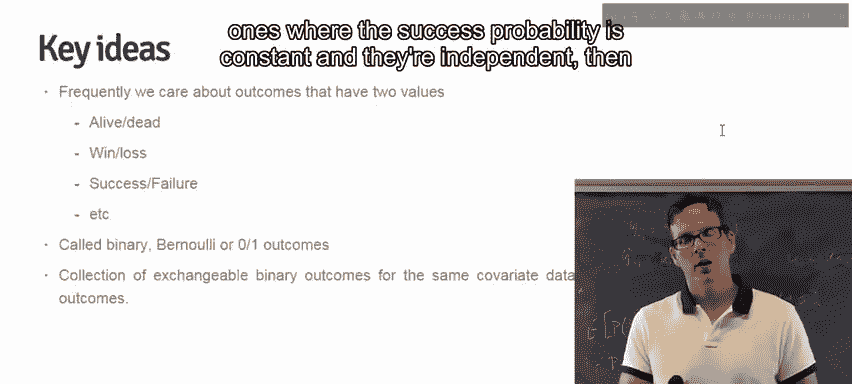 ones where the success probability is
constant and they're independent, then
Key ideas
Frequently we care about outcomes that have two values
Alive/dead
Win/loss
Success/Failure
etc
Called binary, Bernoulli or 0/1 outcomes
Collection of exchangeable binary outcomes for the same covariate data
outcomes.